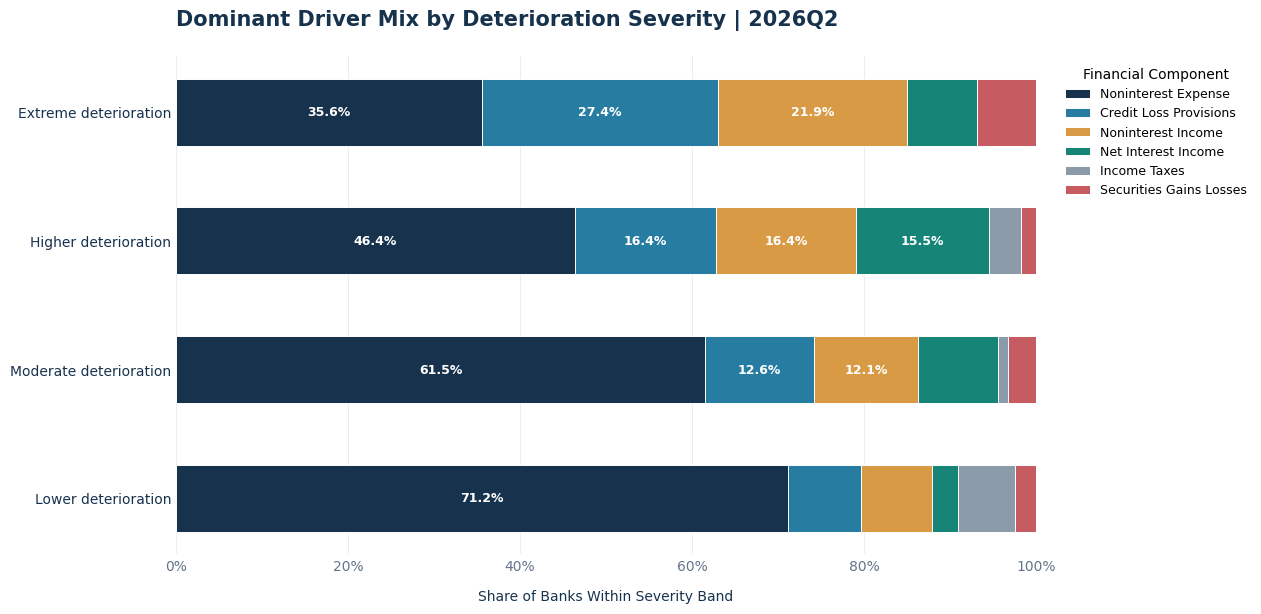 Dominant Driver Mix by Deterioration Severity | 2026Q2
Financial Component
Noninterest Expense
Credit Loss Provisions
Noninterest Income
Net Interest Income
Income Taxes
Securities Gains Losses
Extreme deterioration
35.6%
27.4%
21.9%
Higher deterioration
46.4%
16.4%
16.4%
15.5%
Moderate deterioration
61.5%
12.6%
12.1%
Lower deterioration
71.2%
0%
20%
40%
60%
80%
100%
Share of Banks Within Severity Band